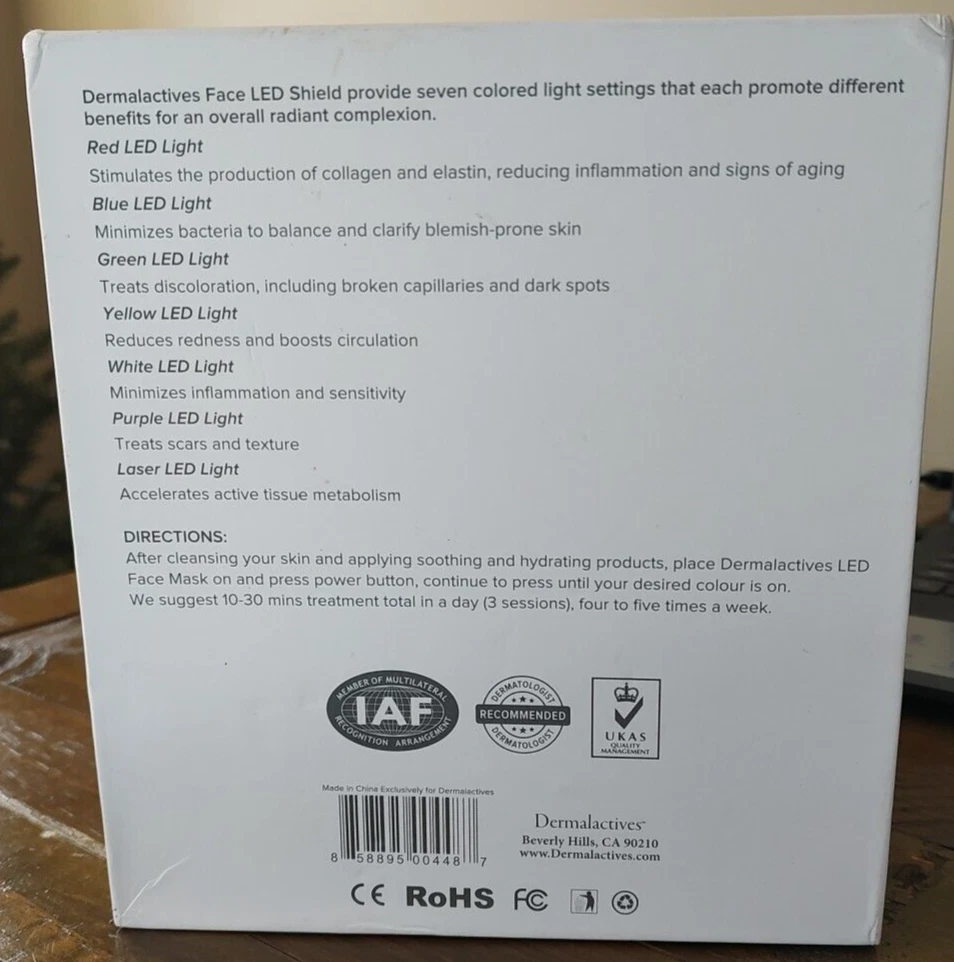 Dermalactives Face LED Shield provide seven colored light settings that each promote different
benefits for an overall radiant complexion.
Red LED Light
Stimulates the production of collagen and elastin, reducing inflammation and signs of aging
Blue LED Light
Minimizes bacteria to balance and clarify blemish-prone skin
Green LED Light
Treats discoloration, including broken capillaries and dark spots
Yellow LED Light
Reduces redness and boosts circulation
White LED Light
Minimizes inflammation and sensitivity
Purple LED Light
Treats scars and texture
Laser LED Light
Accelerates active tissue metabolism
DIRECTIONS:
After cleansing your skin and applying soothing and hydrating products, place Dermalactives LED
Face Mask on and press power button, continue to press until your desired colour is on.
We suggest 10-30 mins treatment total in a day (3 sessions), four to five times a week.
MEMBER OF MULTILATERAL
IAF
RECOGNITION ARRANGEMENT
DERMATOLOGIST
RECOMMENDED
DERMATOLOGIST
UKAS
QUALITY
MANAGEMENT
Made in China Exclusively for Dermalactives
8 58895 00448 7
Dermalactives
Beverly Hills, CA 90210
www.Dermalactives.com
CE RoHS FC